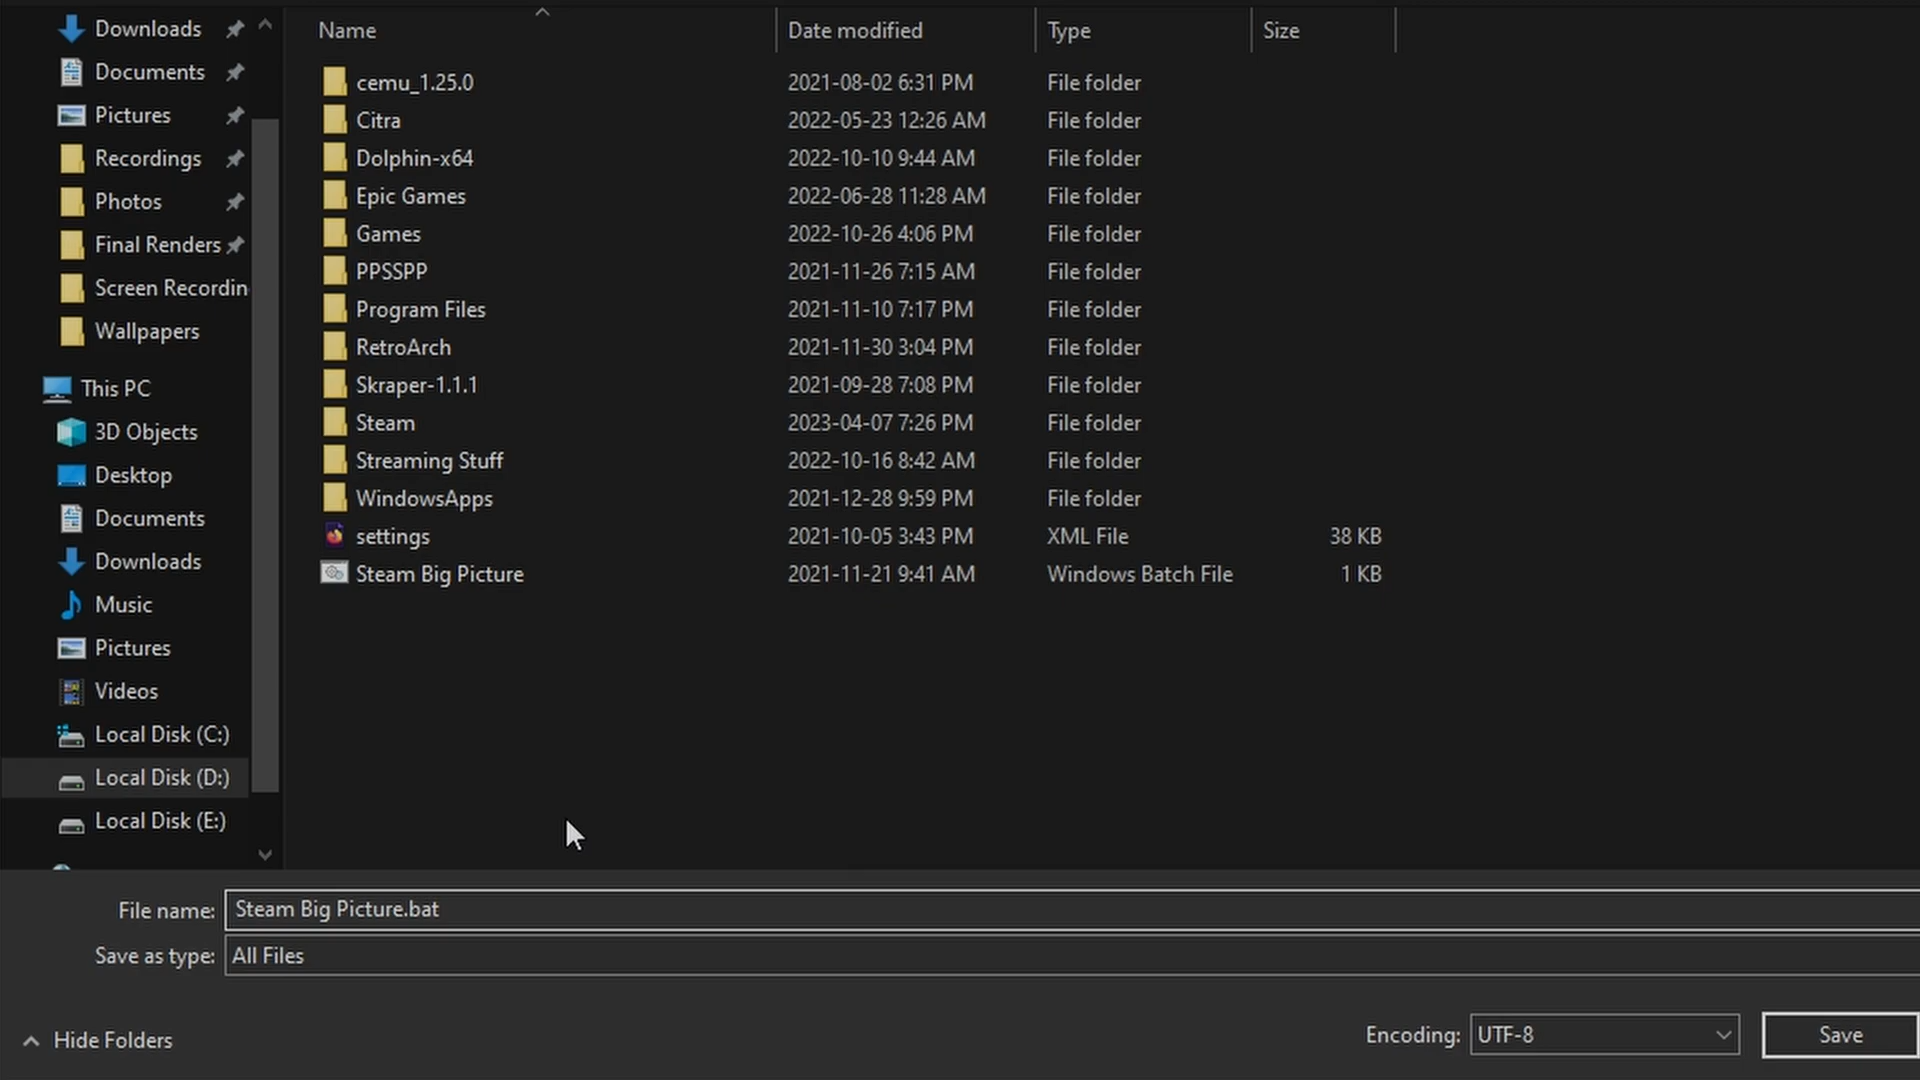 Downloads
Documents
Pictures
Recordings
Photos
Final Renders
Screen Recordin
Wallpapers
This PC
3D Objects
Desktop
Documents
Downloads
Music
Pictures
Videos
Local Disk (C:)
Local Disk (D:)
Local Disk (E:)
Name Date modified Type Size
cemu_1.25.0 2021-08-02 6:31 PM File folder
Citra 2022-05-23 12:26 AM File folder
Dolphin-x64 2022-10-10 9:44 AM File folder
Epic Games 2022-06-28 11:28 AM File folder
Games 2022-10-26 4:06 PM File folder
PPSSPP 2021-11-26 7:15 AM File folder
Program Files 2021-11-10 7:17 PM File folder
RetroArch 2021-11-30 3:04 PM File folder
Skraper-1.1.1 2021-09-28 7:08 PM File folder
Steam 2023-04-07 7:26 PM File folder
Streaming Stuff 2022-10-16 8:42 AM File folder
WindowsApps 2021-12-28 9:59 PM File folder
settings 2021-10-05 3:43 PM XML File 38 KB
Steam Big Picture 2021-11-21 9:41 AM Windows Batch File 1 KB
File name: Steam Big Picture.bat
Save as type: All Files
Hide Folders Encoding: UTF-8 Save